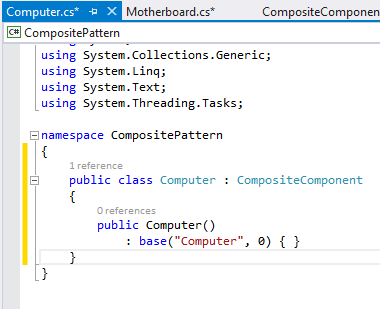 Computer.cs* Motherboard.cs* CompositeComponen
C# CompositePattern
using System.Collections.Generic;
using System.Linq;
using System.Text;
using System.Threading.Tasks;
namespace CompositePattern
{
1 reference
public class Computer : CompositeComponent
{
0 references
public Computer()
: base("Computer", 0) { }
}
}